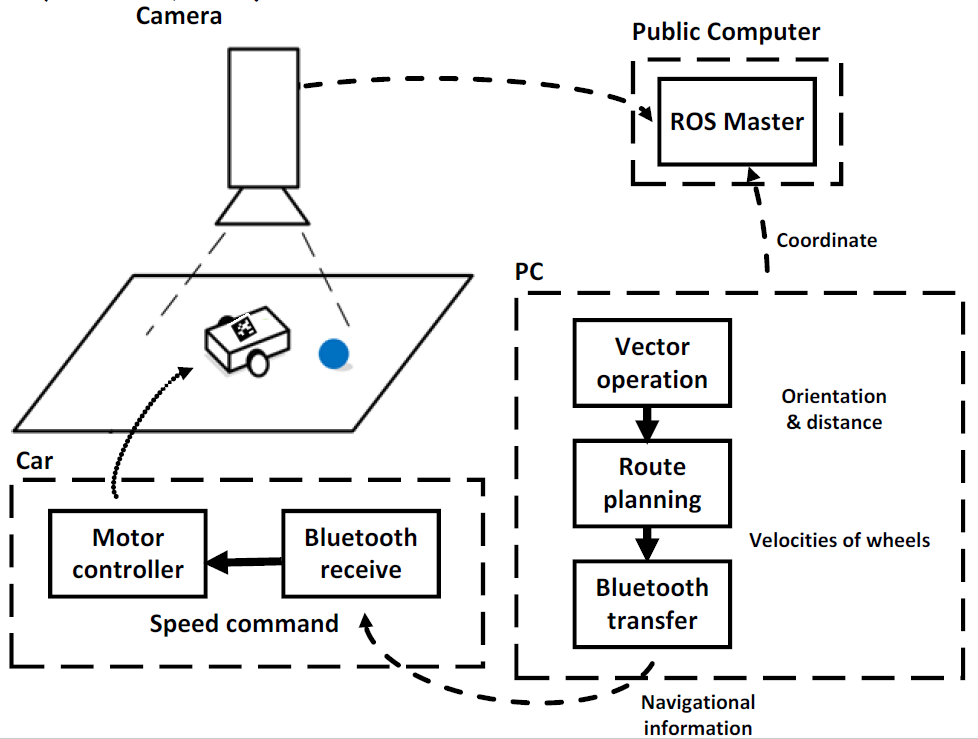 Camera
Public Computer
ROS Master
Coordinate
PC
Vector
operation
Orientation
& distance
Route
planning
Velocities of wheels
Bluetooth
transfer
Navigational
information
Car
Motor
controller
Bluetooth
receive
Speed command